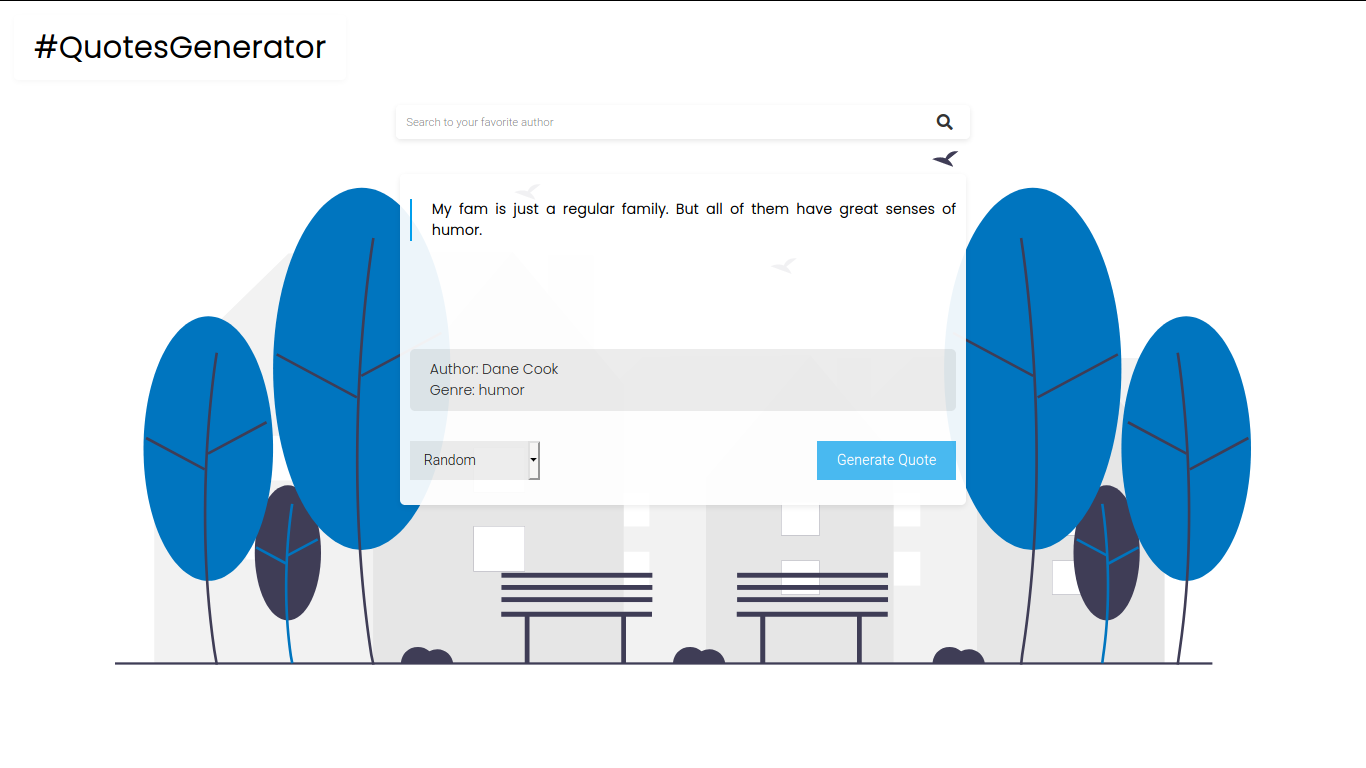 #QuotesGenerator
Search to your favorite author
My fam is just a regular family. But all of them have great senses of
humor.
Author: Dane Cook
Genre: humor
Random
Generate Quote